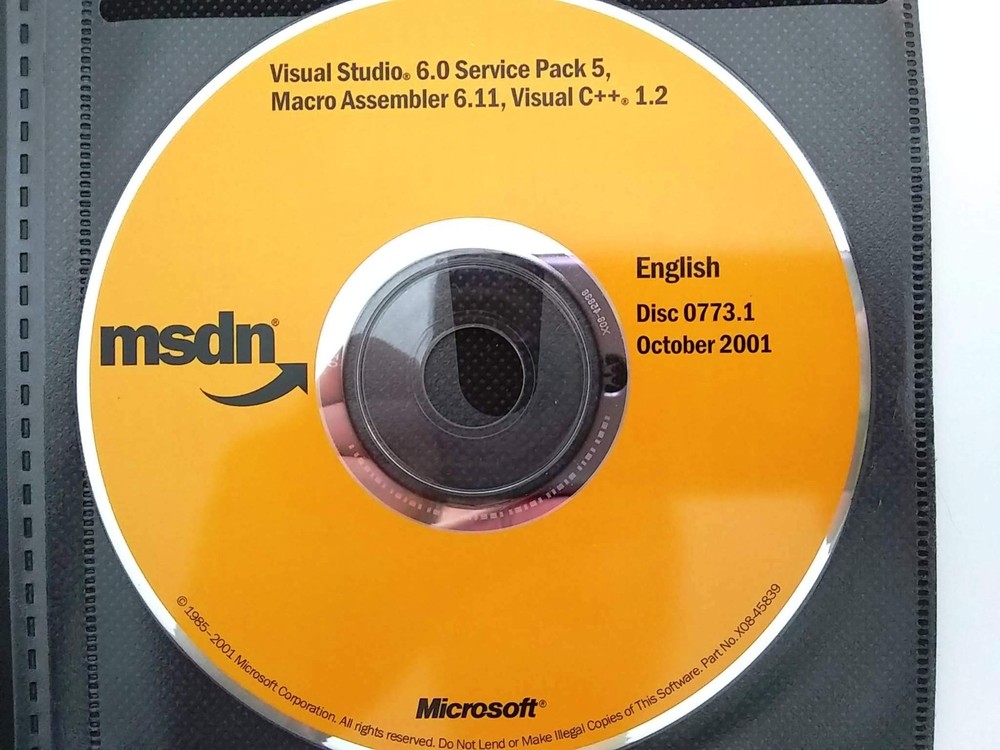 Visual Studio® 6.0 Service Pack 5,
Macro Assembler 6.11, Visual C++® 1.2
English
Disc 0773.1
October 2001
msdn®
Microsoft®
© 1985–2001 Microsoft Corporation. All rights reserved. Do Not Lend or Make Illegal Copies of This Software. Part No. X08-45839